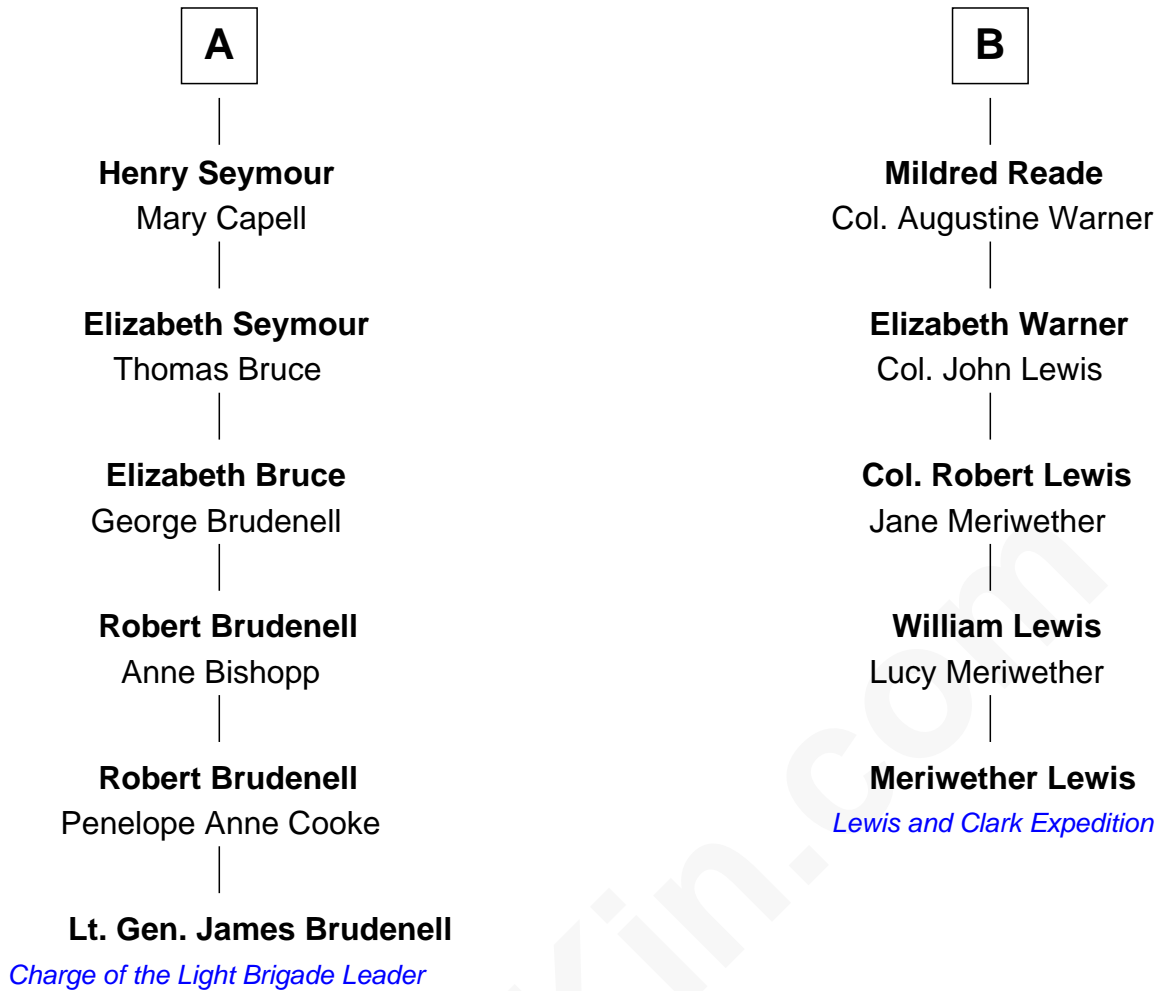 A
Henry Seymour
Mary Capell
Elizabeth Seymour
Thomas Bruce
Elizabeth Bruce
George Brudenell
Robert Brudenell
Anne Bishopp
Robert Brudenell
Penelope Anne Cooke
Lt. Gen. James Brudenell
Charge of the Light Brigade Leader
B
Mildred Reade
Col. Augustine Warner
Elizabeth Warner
Col. John Lewis
Col. Robert Lewis
Jane Meriwether
William Lewis
Lucy Meriwether
Meriwether Lewis
Lewis and Clark Expedition
Kin.com